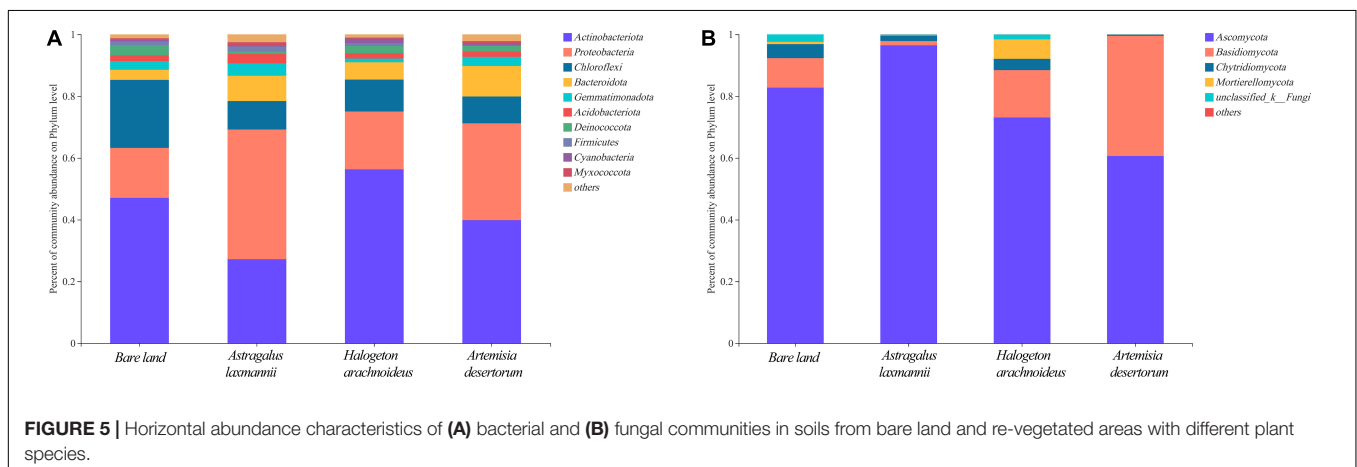 A
Percent of community abundance on Phylum level
1
0.8
0.6
0.4
0.2
0
Bare land
Astragalus
laxmannii
Halogeton
arachnoideus
Artemisia
desertorum
Actinobacteriota
Proteobacteria
Chloroflexi
Bacteroidota
Gemmatimonadota
Acidobacteriota
Deinococcota
Firmicutes
Cyanobacteria
Myxococcota
others
B
Percent of community abundance on Phylum level
1
0.8
0.6
0.4
0.2
0
Bare land
Astragalus
laxmannii
Halogeton
arachnoideus
Artemisia
desertorum
Ascomycota
Basidiomycota
Chytridiomycota
Mortierellomycota
unclassified_k__Fungi
others
FIGURE 5 | Horizontal abundance characteristics of (A) bacterial and (B) fungal communities in soils from bare land and re-vegetated areas with different plant
species.